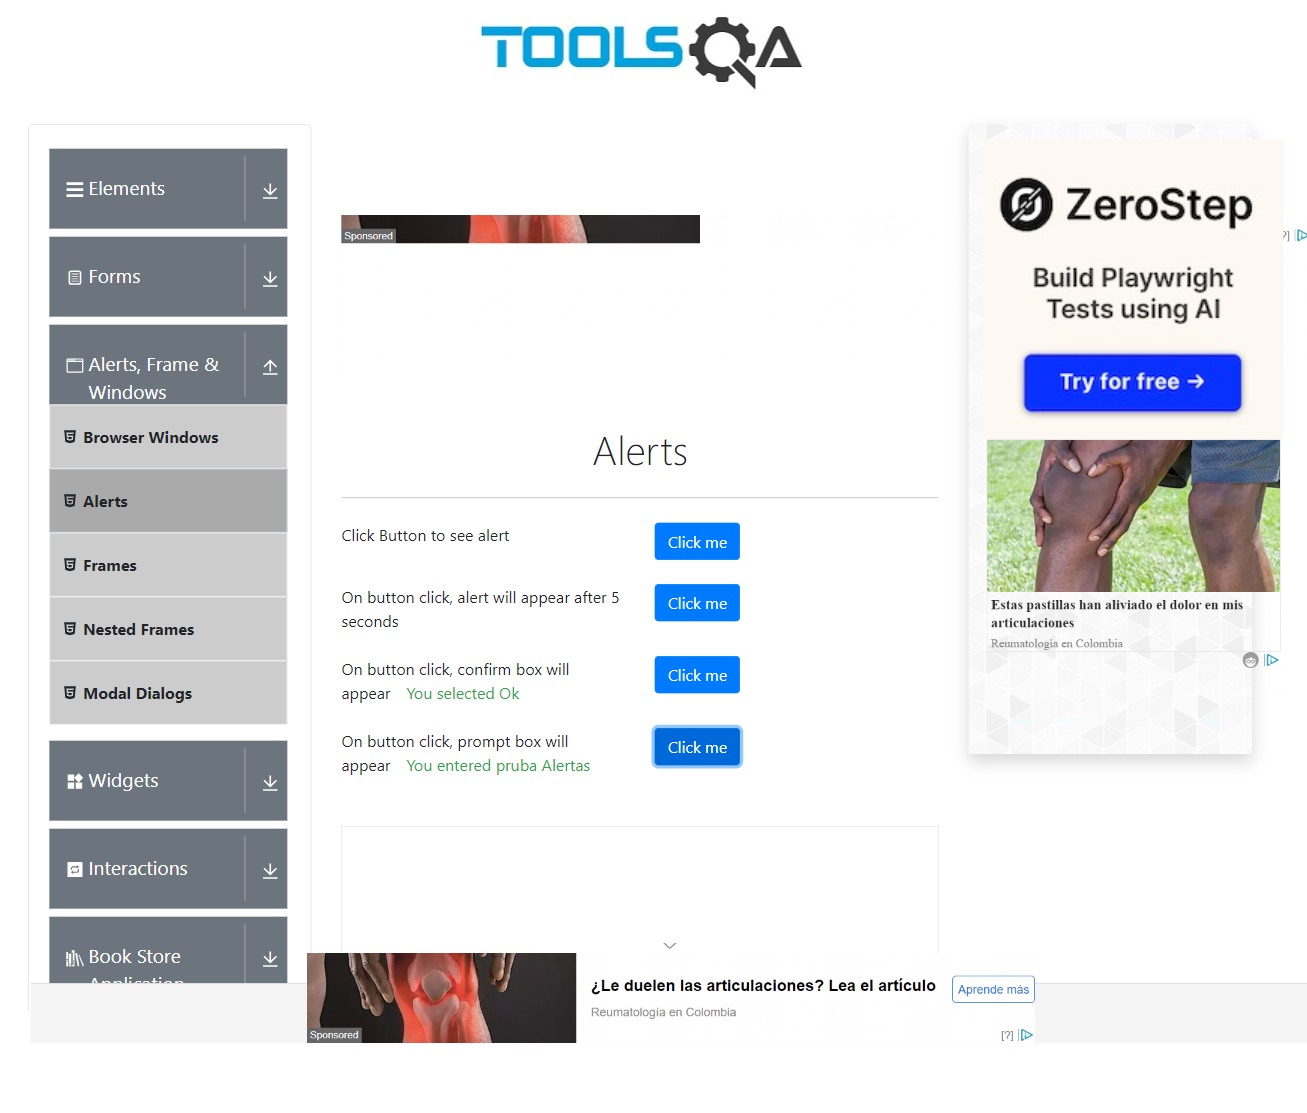 TOOLSQA
Elements
Forms
Alerts, Frame &
Windows
Browser Windows
Alerts
Frames
Nested Frames
Modal Dialogs
Widgets
Interactions
Book Store
Application
Sponsored
Alerts
Click Button to see alert
Click me
On button click, alert will appear after 5
seconds
Click me
On button click, confirm box will
appear You selected Ok
Click me
On button click, prompt box will
appear You entered pruba Alertas
Click me
ZeroStep
Build Playwright
Tests using AI
Try for free →
?]
Estas pastillas han aliviado el dolor en mis
articulaciones
Reumatología en Colombia
Sponsored
¿Le duelen las articulaciones? Lea el artículo
Reumatología en Colombia
Aprende más
[?]